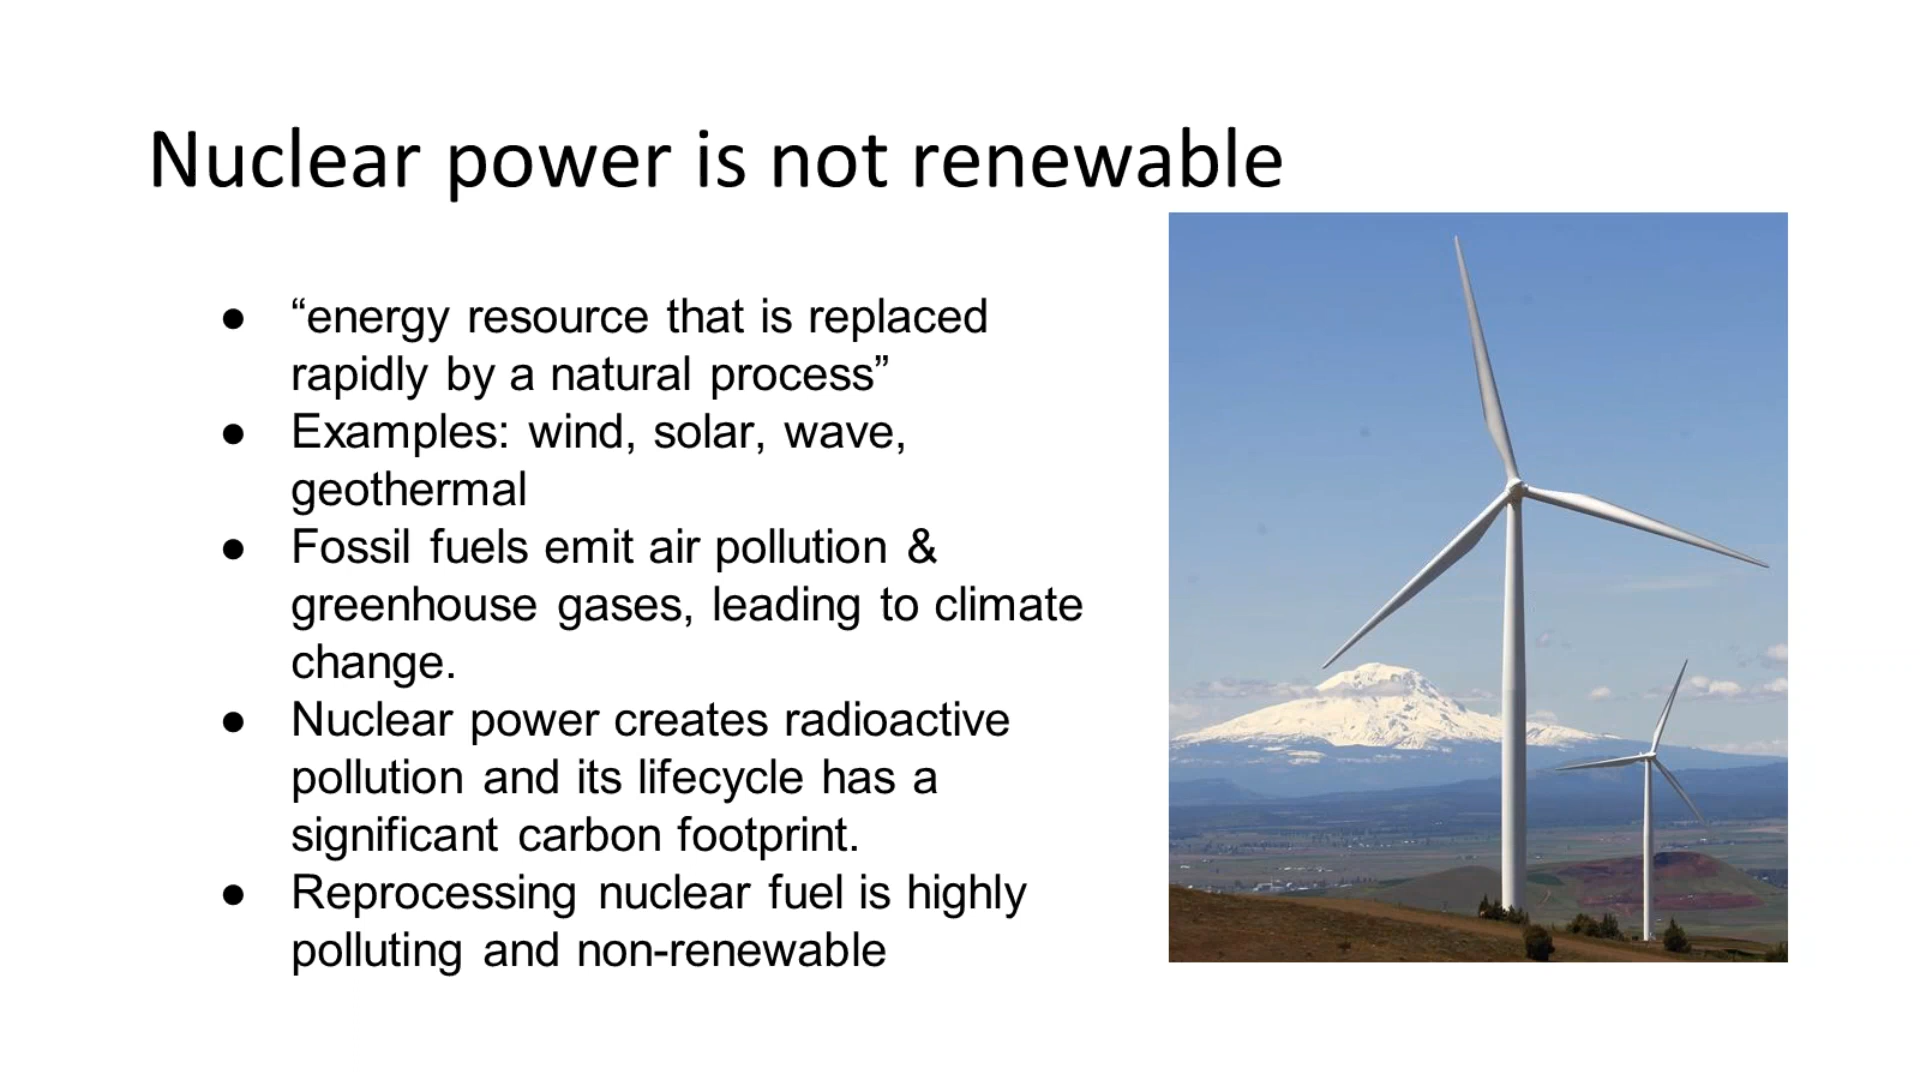 Nuclear power is not renewable
● “energy resource that is replaced
rapidly by a natural process”
● Examples: wind, solar, wave,
geothermal
● Fossil fuels emit air pollution &
greenhouse gases, leading to climate
change.
● Nuclear power creates radioactive
pollution and its lifecycle has a
significant carbon footprint.
● Reprocessing nuclear fuel is highly
polluting and non-renewable